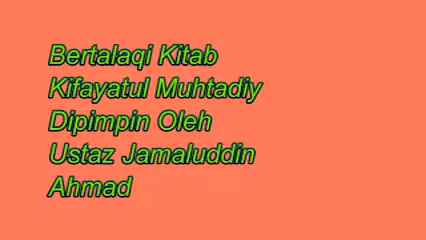 Bertalaqi Kitab
Kifayatul Muhtadiy
Dipimpin Oleh
Ustaz Jamaluddin
Ahmad